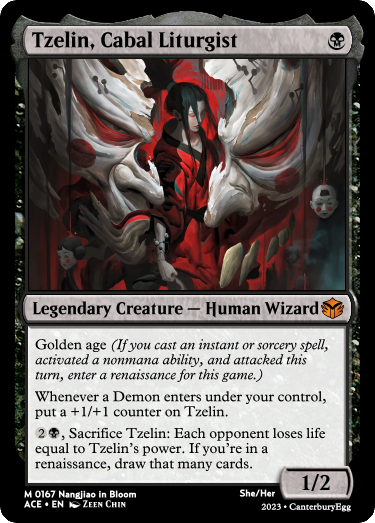 Tzelin, Cabal Liturgist
Legendary Creature — Human Wizard
Golden age (If you cast an instant or sorcery spell,
activated a nonmana ability, and attacked this
turn, enter a renaissance for this game.)
Whenever a Demon enters under your control,
put a +1/+1 counter on Tzelin.
2, Sacrifice Tzelin: Each opponent loses life
equal to Tzelin's power. If you're in a
renaissance, draw that many cards.
1/2
M 0167 Nangjiao in Bloom She/Her
ACE • EN Zeen Chin 2023 • CanterburyEgg